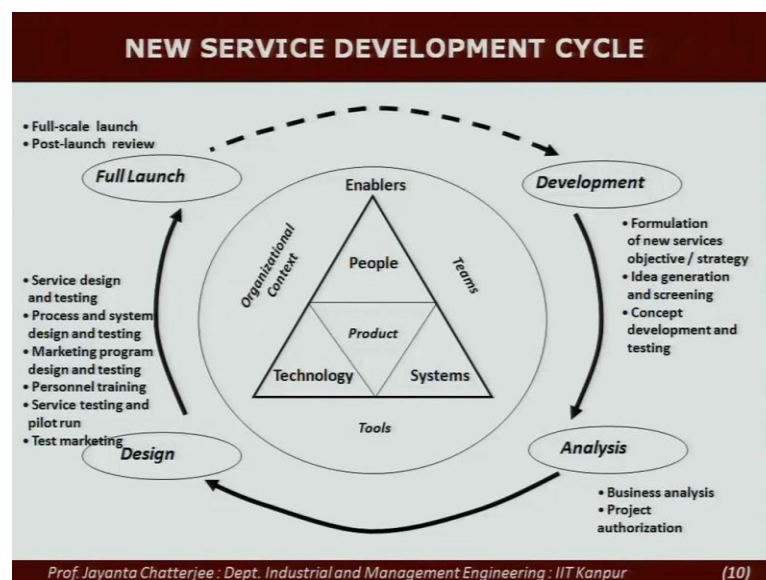 NEW SERVICE DEVELOPMENT CYCLE
• Full-scale launch
• Post-launch review
Full Launch
Development
• Formulation
of new services
objective / strategy
• Idea generation
and screening
• Concept
development and
testing
Enablers
Organizational
Context
Teams
People
Product
Technology
Systems
Tools
• Service design
and testing
• Process and system
design and testing
• Marketing program
design and testing
• Personnel training
• Service testing and
pilot run
• Test marketing
Design
Analysis
• Business analysis
• Project
authorization
Prof. Jayanta Chatterjee : Dept. Industrial and Management Engineering : IIT Kanpur
(10)